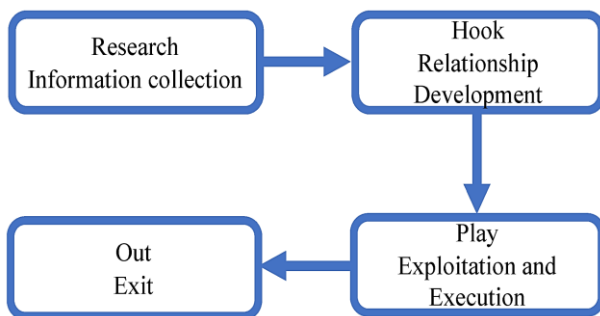 Research
Information collection
Hook
Relationship
Development
Play
Exploitation and
Execution
Out
Exit